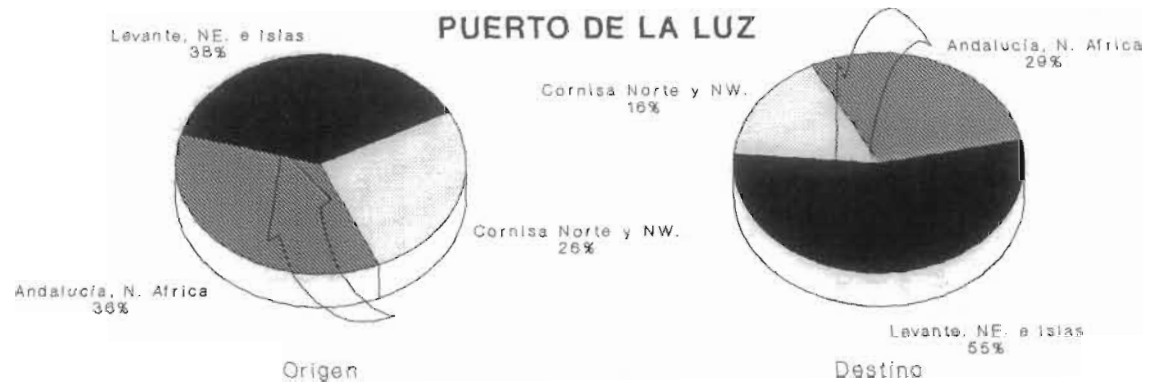 PUERTO DE LA LUZ
Levante, NE. e Islas
38%
Cornisa Norte y NW.
26%
Andalucía, N. Africa
36%
Origen
Andalucía, N. Africa
29%
Cornisa Norte y NW.
16%
Levante, NE. e Islas
55%
Destino